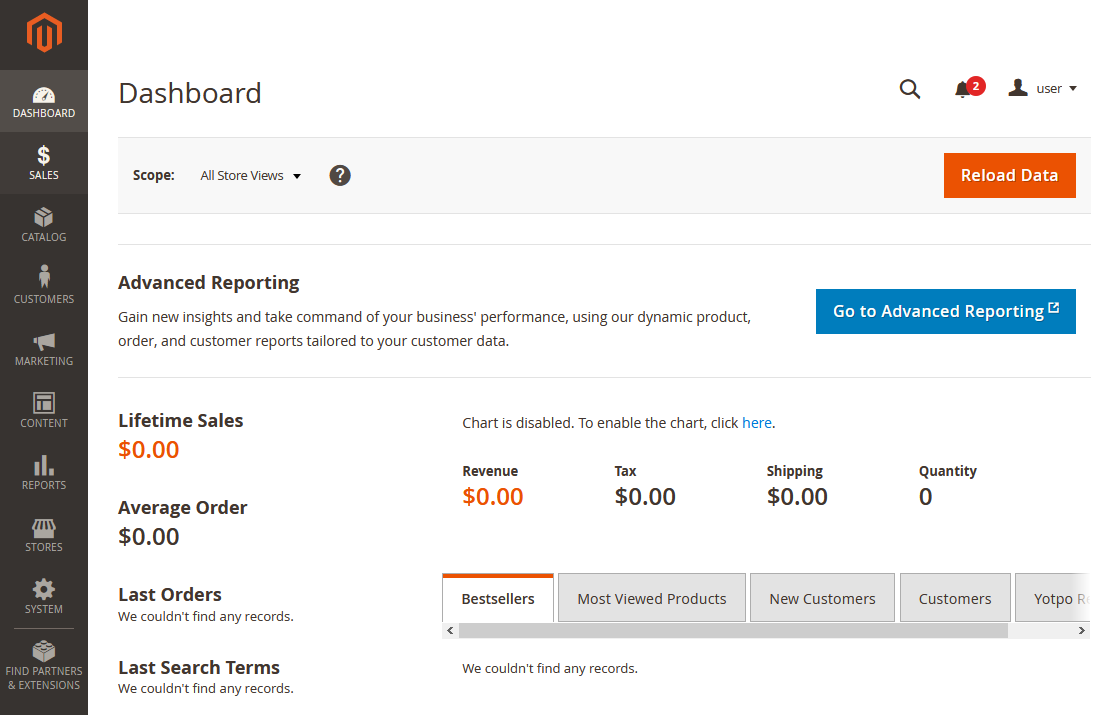 DASHBOARD
SALES
CATALOG
CUSTOMERS
MARKETING
CONTENT
REPORTS
STORES
SYSTEM
FIND PARTNERS
& EXTENSIONS
Dashboard
2
user
Scope:
All Store Views
?
Reload Data
Advanced Reporting
Gain new insights and take command of your business' performance, using our dynamic product,
order, and customer reports tailored to your customer data.
Go to Advanced Reporting
Lifetime Sales
$0.00
Average Order
$0.00
Last Orders
We couldn't find any records.
Last Search Terms
We couldn't find any records.
Chart is disabled. To enable the chart, click here.
Revenue
$0.00
Tax
$0.00
Shipping
$0.00
Quantity
0
Bestsellers
Most Viewed Products
New Customers
Customers
Yotpo
We couldn't find any records.